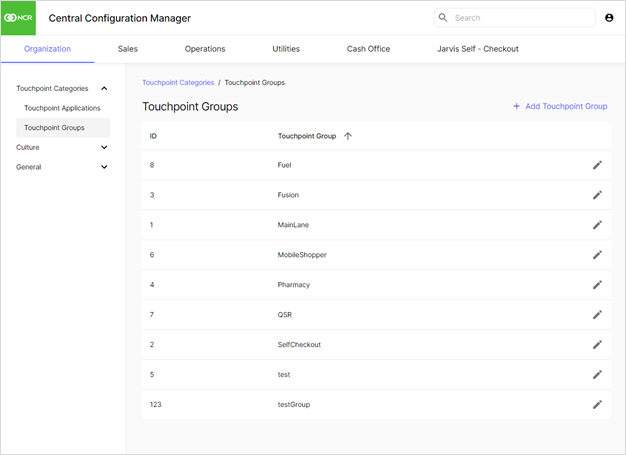 NCR Central Configuration Manager Search
Organization Sales Operations Utilities Cash Office Jarvis Self - Checkout
Touchpoint Categories
Touchpoint Applications
Touchpoint Groups
Culture
General
Touchpoint Categories / Touchpoint Groups
Touchpoint Groups + Add Touchpoint Group
ID Touchpoint Group
8 Fuel
3 Fusion
1 MainLane
6 MobileShopper
4 Pharmacy
7 QSR
2 SelfCheckout
5 test
123 testGroup